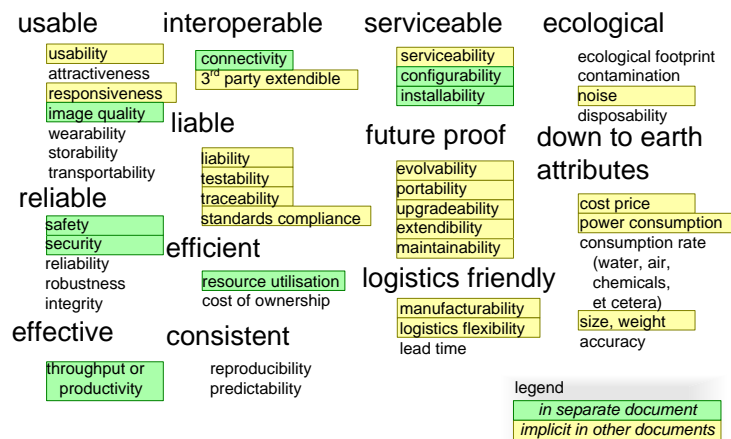 usable
usability
attractiveness
responsiveness
image quality
wearability
storability
transportability
reliable
safety
security
reliability
robustness
integrity
effective
throughput or
productivity
interoperable
connectivity
3rd party extendible
liable
liability
testability
traceability
standards compliance
efficient
resource utilisation
cost of ownership
consistent
reproducibility
predictability
serviceable
serviceability
configurability
installability
future proof
evolvability
portability
upgradeability
extendibility
maintainability
logistics friendly
manufacturability
logistics flexibility
lead time
ecological
ecological footprint
contamination
noise
disposability
down to earth
attributes
cost price
power consumption
consumption rate
(water, air,
chemicals,
et cetera)
size, weight
accuracy
legend
in separate document
implicit in other documents